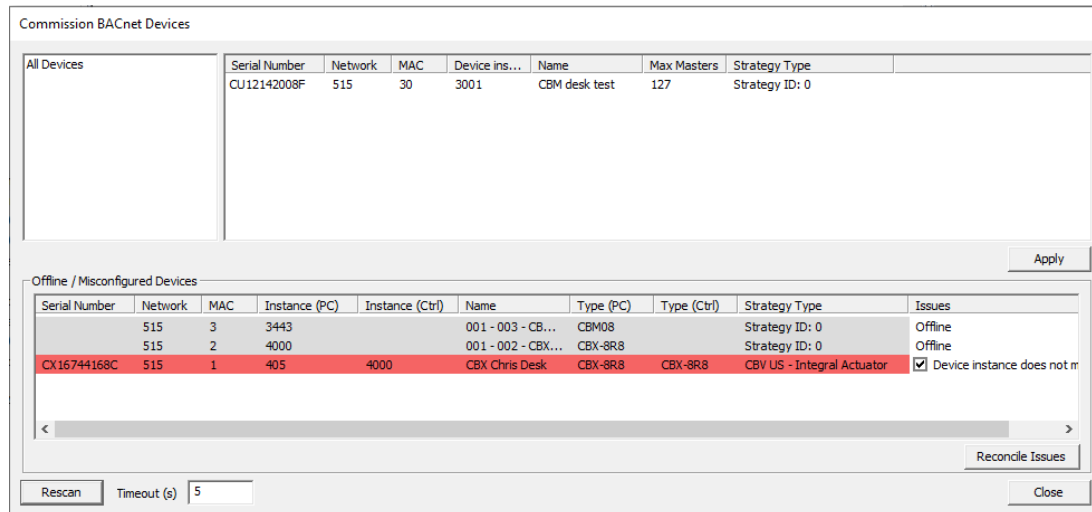 Commission BACnet Devices
All Devices
Serial Number Network MAC Device ins... Name Max Masters Strategy Type
CU12142008F 515 30 3001 CBM desk test 127 Strategy ID: 0
Apply
Offline / Misconfigured Devices
Serial Number Network MAC Instance (PC) Instance (Ctrl) Name Type (PC) Type (Ctrl) Strategy Type Issues
515 3 3443 001 - 003 - CB... CBM08 Strategy ID: 0 Offline
515 2 4000 001 - 002 - CBX... CBX-8R8 Strategy ID: 0 Offline
CX16744168C 515 1 405 4000 CBX Chris Desk CBX-8R8 CBX-8R8 CBV US - Integral Actuator Device instance does not m
Reconcile Issues
Rescan Timeout (s) 5 Close